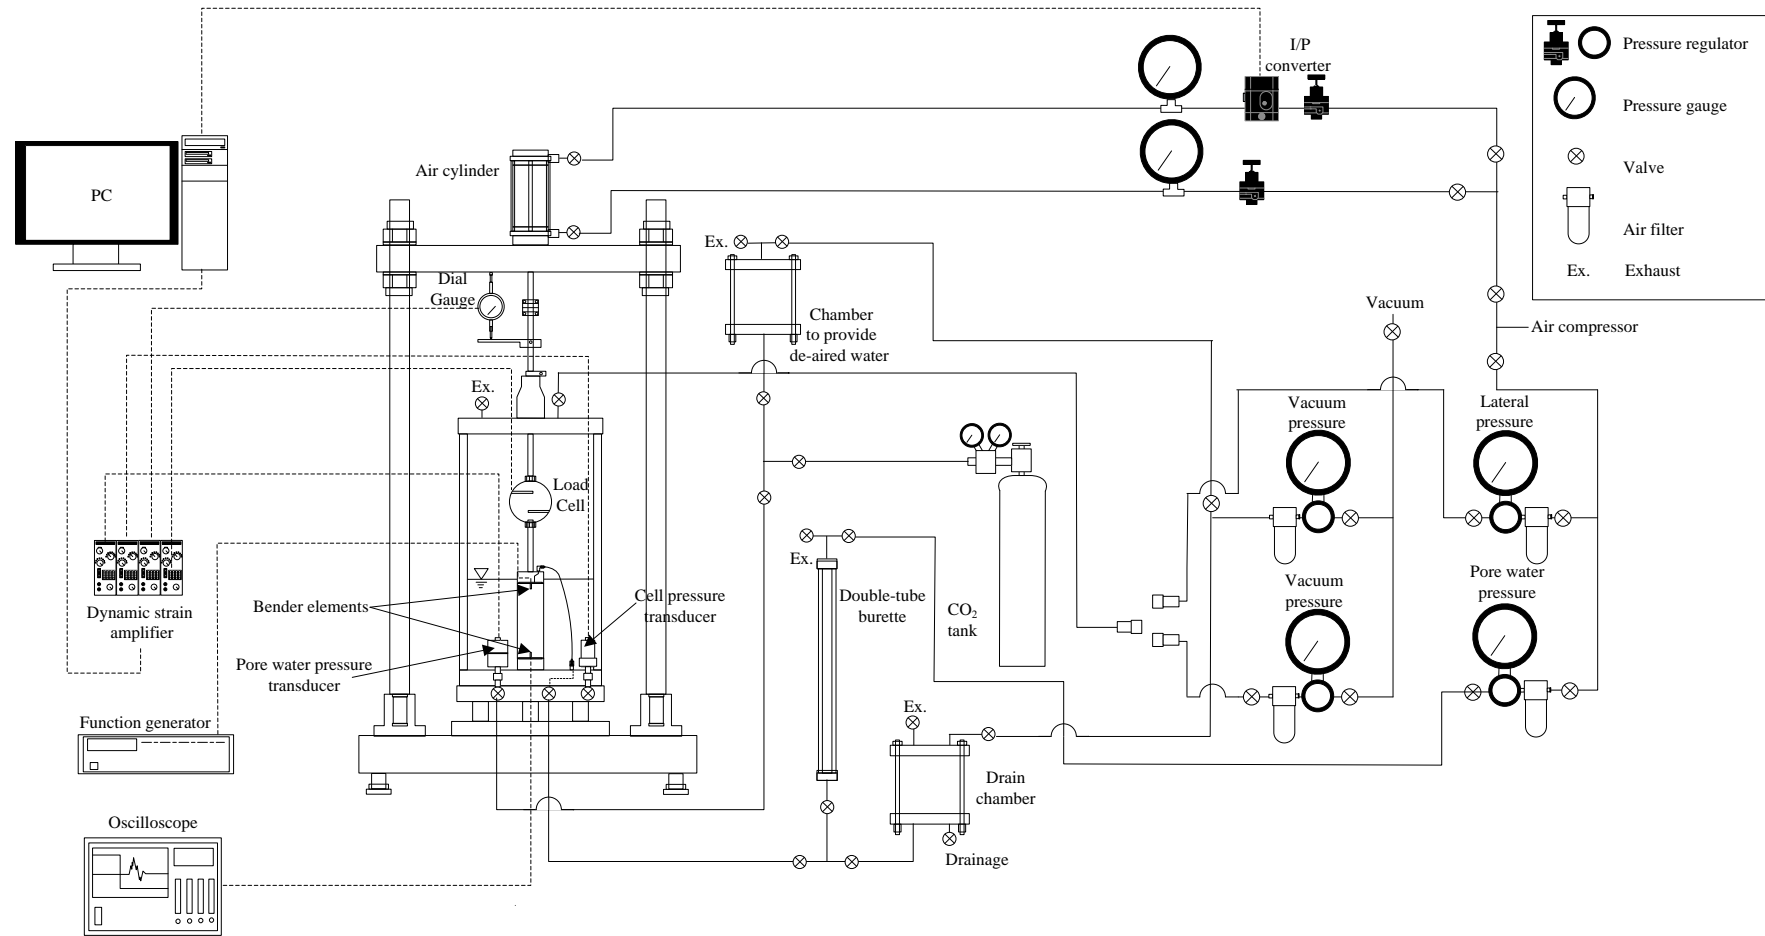 I/P
converter
Pressure regulator
Pressure gauge
Valve
Air filter
Ex. Exhaust
PC
Air cylinder
Ex.
Dial
Gauge
Chamber
to provide
de-aired water
Vacuum
Air compressor
Ex.
Vacuum
pressure
Lateral
pressure
Load
Cell
Ex.
Dynamic strain
amplifier
Bender elements
Cell pressure
transducer
Double-tube
burette
CO₂
tank
Vacuum
pressure
Pore water
pressure
Pore water pressure
transducer
Function generator
Ex.
Drain
chamber
Oscilloscope
Drainage